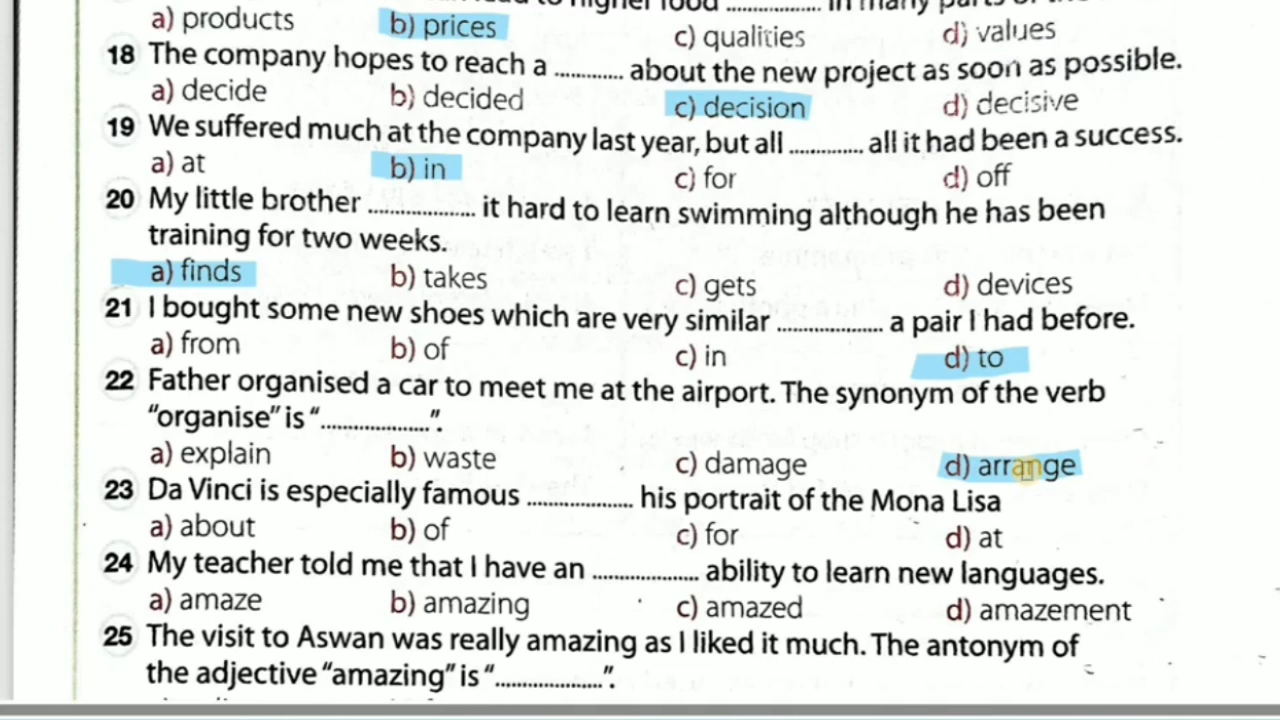 higher food .................. in many parts of the
a) products b) prices c) qualities d) values
18 The company hopes to reach a ............. about the new project as soon as possible.
a) decide b) decided c) decision d) decisive
19 We suffered much at the company last year, but all .............. all it had been a success.
a) at b) in c) for d) off
20 My little brother .................... it hard to learn swimming although he has been
training for two weeks.
a) finds b) takes c) gets d) devices
21 I bought some new shoes which are very similar .................... a pair I had before.
a) from b) of c) in d) to
22 Father organised a car to meet me at the airport. The synonym of the verb
“organise” is “.....................”.
a) explain b) waste c) damage d) arrange
23 Da Vinci is especially famous .................... his portrait of the Mona Lisa
a) about b) of c) for d) at
24 My teacher told me that I have an .................... ability to learn new languages.
a) amaze b) amazing c) amazed d) amazement
25 The visit to Aswan was really amazing as I liked it much. The antonym of
the adjective “amazing” is “.....................”.